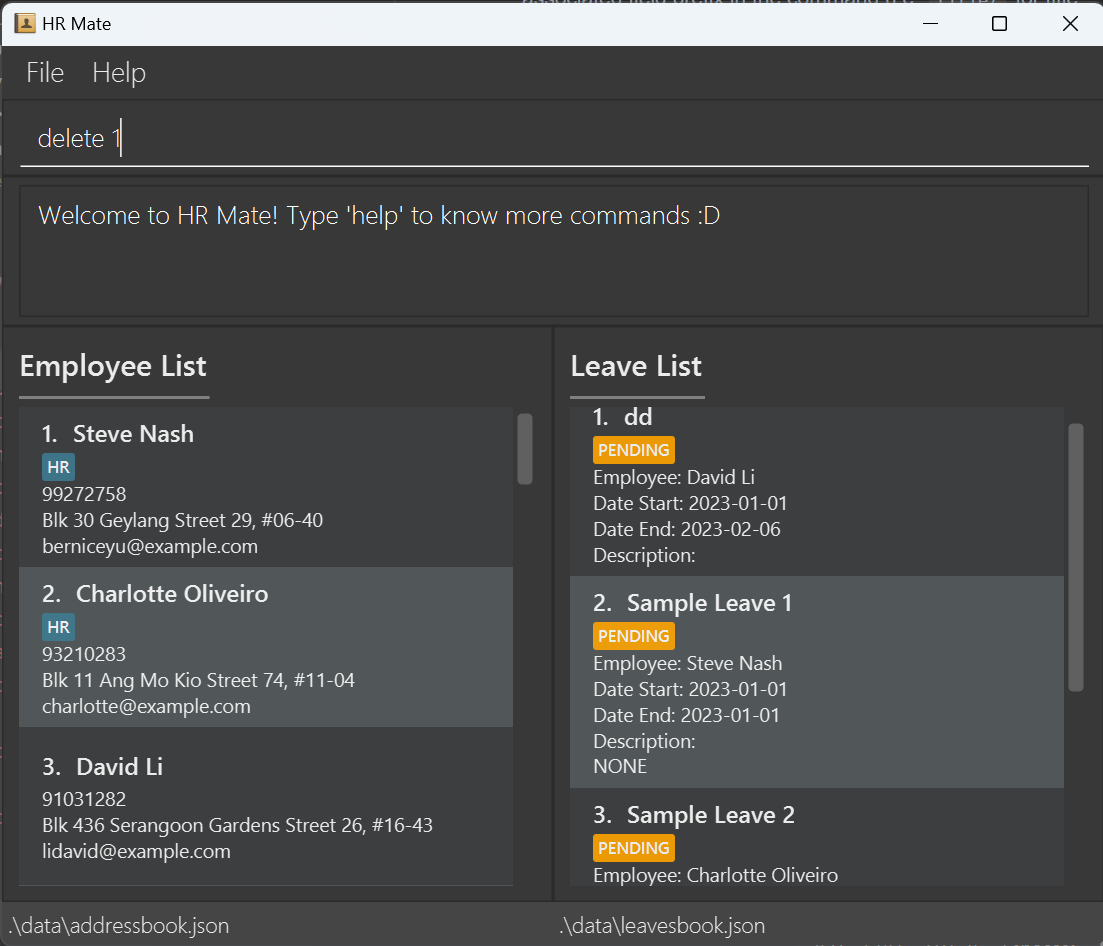 HR Mate
File Help
delete 1
Welcome to HR Mate! Type 'help' to know more commands :D
Employee List
1. Steve Nash
HR
99272758
Blk 30 Geylang Street 29, #06-40
berniceyu@example.com
2. Charlotte Oliveiro
HR
93210283
Blk 11 Ang Mo Kio Street 74, #11-04
charlotte@example.com
3. David Li
91031282
Blk 436 Serangoon Gardens Street 26, #16-43
lidavid@example.com
Leave List
1. dd
PENDING
Employee: David Li
Date Start: 2023-01-01
Date End: 2023-02-06
Description:
2. Sample Leave 1
PENDING
Employee: Steve Nash
Date Start: 2023-01-01
Date End: 2023-01-01
Description:
NONE
3. Sample Leave 2
PENDING
Employee: Charlotte Oliveiro
.\data\addressbook.json
.\data\leavesbook.json